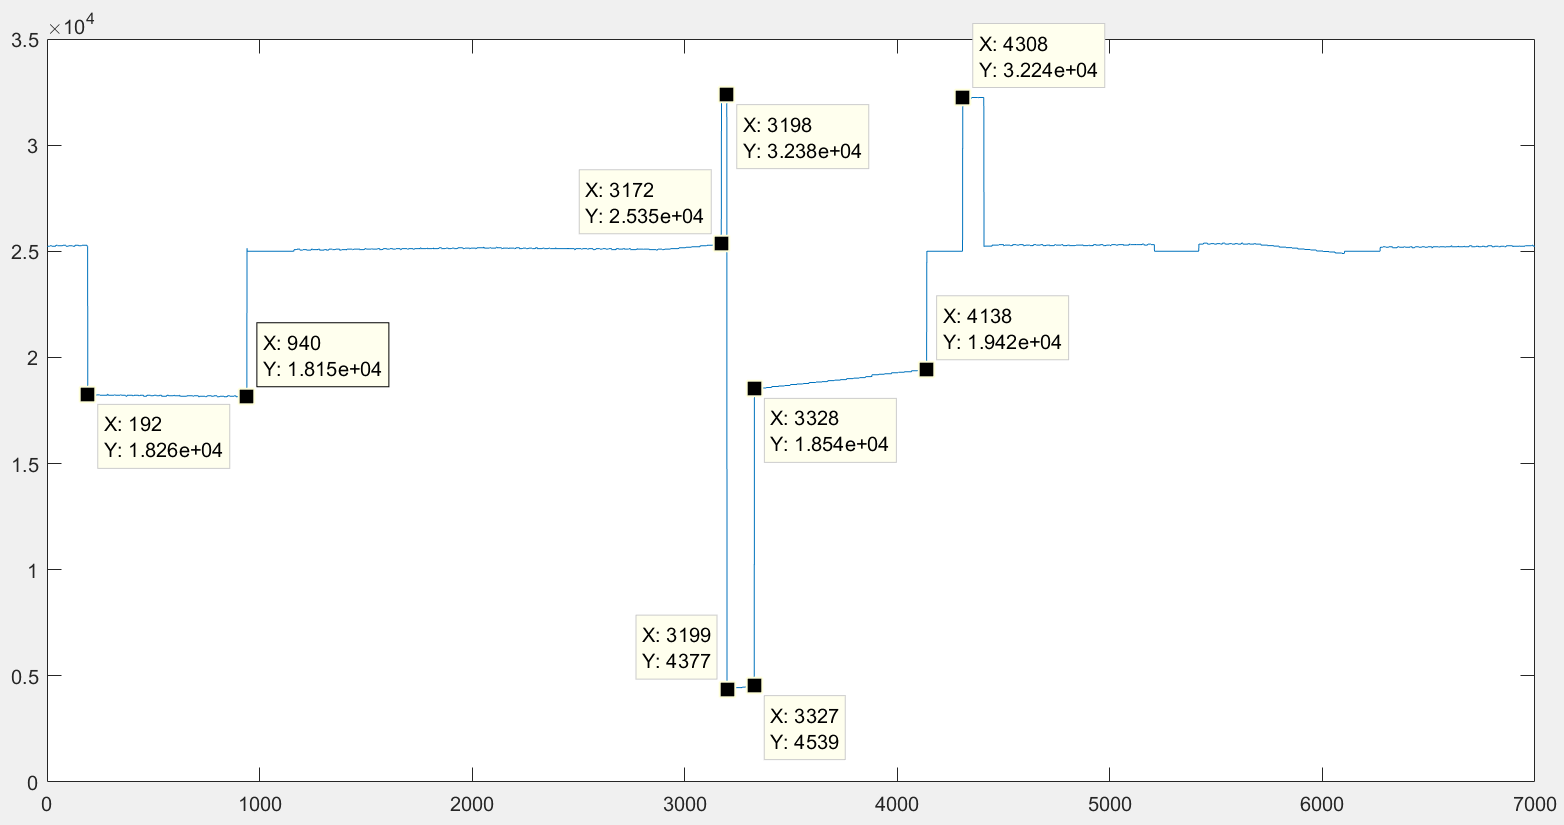 ×10⁴
3.5
3
2.5
2
1.5
1
0.5
0
0
1000
2000
3000
4000
5000
6000
7000
X: 192
Y: 1.826e+04
X: 940
Y: 1.815e+04
X: 3172
Y: 2.535e+04
X: 3198
Y: 3.238e+04
X: 3199
Y: 4377
X: 3327
Y: 4539
X: 3328
Y: 1.854e+04
X: 4138
Y: 1.942e+04
X: 4308
Y: 3.224e+04